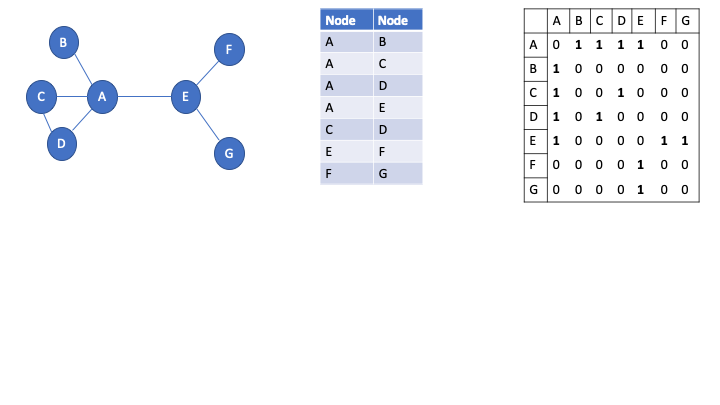 B
F
C
A
E
D
G
Node Node
A B
A C
A D
A E
C D
E F
F G
A B C D E F G
A 0 1 1 1 1 0 0
B 1 0 0 0 0 0 0
C 1 0 0 1 0 0 0
D 1 0 1 0 0 0 0
E 1 0 0 0 0 1 1
F 0 0 0 0 1 0 0
G 0 0 0 0 1 0 0